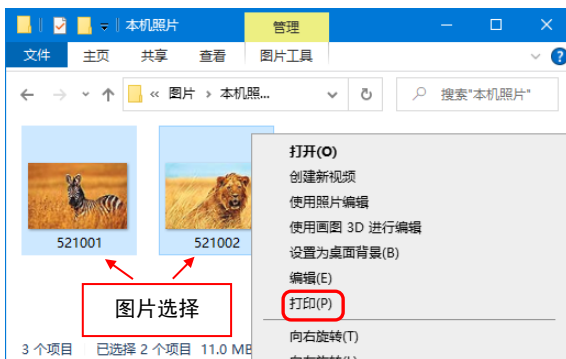 本机照片 管理
文件 主页 共享 查看 图片工具
« 图片 › 本机照... 搜索"本机照片"
打开(O)
创建新视频
使用照片编辑
使用画图 3D 进行编辑
设置为桌面背景(B)
编辑(E)
打印(P)
向右旋转(T)
521001 521002
图片选择
3 个项目 已选择 2 个项目 11.0 MB